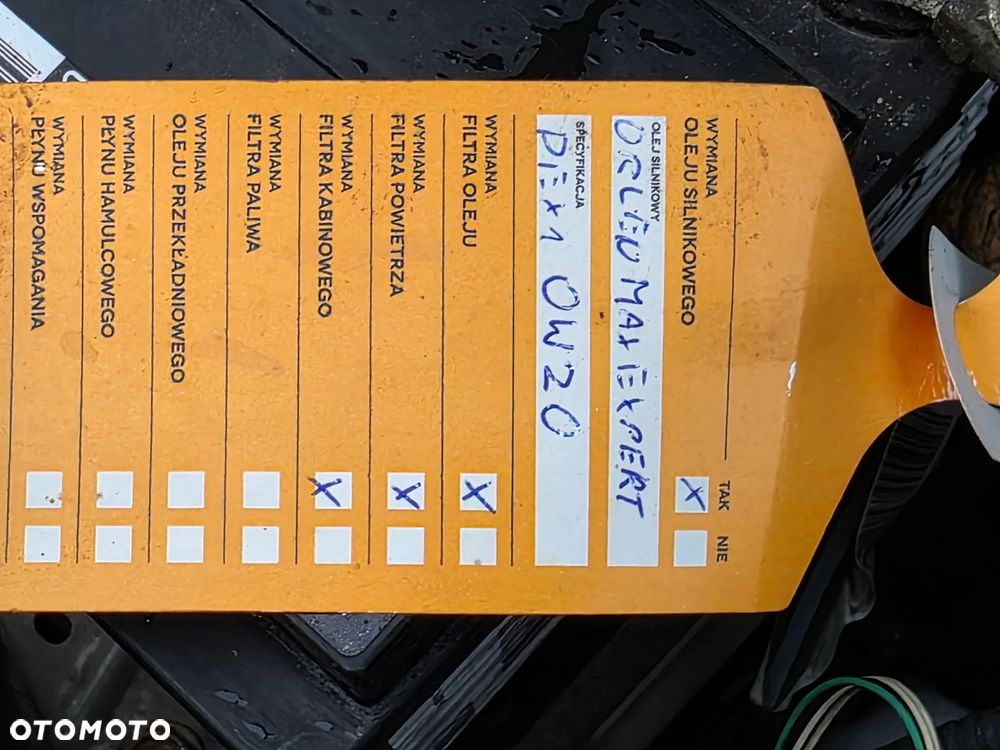 TAK NIE
WYMIANA
OLEJU SILNIKOWEGO
X
OLEJ SILNIKOWY
ORLEN MAXEXPERT
SPECYFIKACJA
DEX1 0W20
WYMIANA
FILTRA OLEJU
X
WYMIANA
FILTRA POWIETRZA
X
WYMIANA
FILTRA KABINOWEGO
X
WYMIANA
FILTRA PALIWA
WYMIANA
OLEJU PRZEKŁADNIOWEGO
WYMIANA
PŁYNU HAMULCOWEGO
WYMIANA
PŁYNU WSPOMAGANIA
OTOMOTO